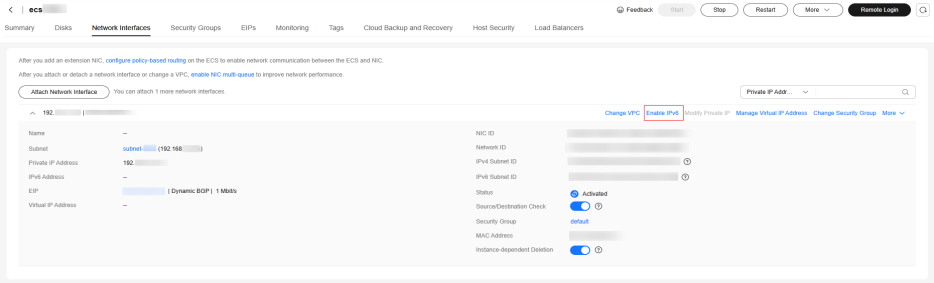 ecs
Feedback Start Stop Restart More Remote Login
Summary Disks Network Interfaces Security Groups EIPs Monitoring Tags Cloud Backup and Recovery Host Security Load Balancers
After you add an extension NIC, configure policy-based routing on the ECS to enable network communication between the ECS and NIC.
After you attach or detach a network interface or change a VPC, enable NIC multi-queue to improve network performance.
Attach Network Interface You can attach 1 more network interfaces. Private IP Addr...
192. | Change VPC Enable IPv6 Modify Private IP Manage Virtual IP Address Change Security Group More
Name -- NIC ID
Subnet subnet- (192.168 ) Network ID
Private IP Address 192. IPv4 Subnet ID
IPv6 Address -- IPv6 Subnet ID
EIP | Dynamic BGP | 1 Mbit/s Status Activated
Virtual IP Address -- Source/Destination Check
Security Group default
MAC Address
Instance-dependent Deletion